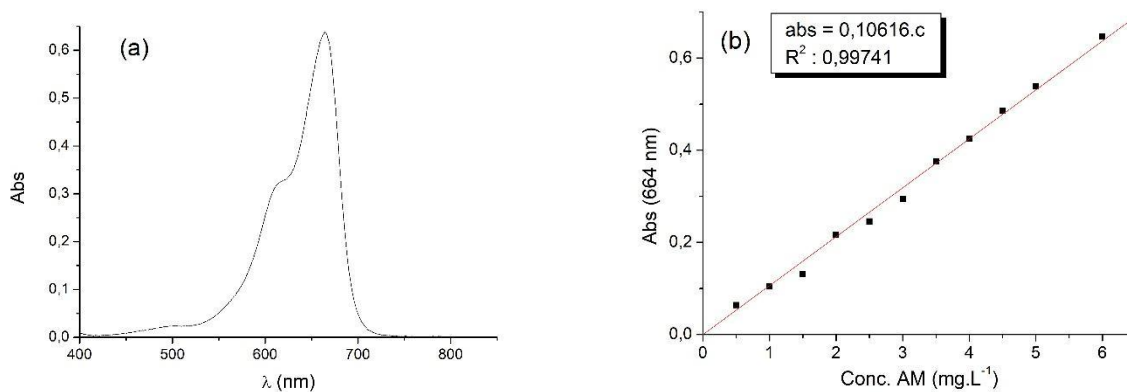 (a)
0,6
0,5
0,4
0,3
0,2
0,1
0,0
Abs
400 500 600 700 800
λ (nm)
(b)
abs = 0,10616.c
R² : 0,99741
0,6
0,4
0,2
0,0
Abs (664 nm)
0 1 2 3 4 5 6
Conc. AM (mg.L⁻¹)